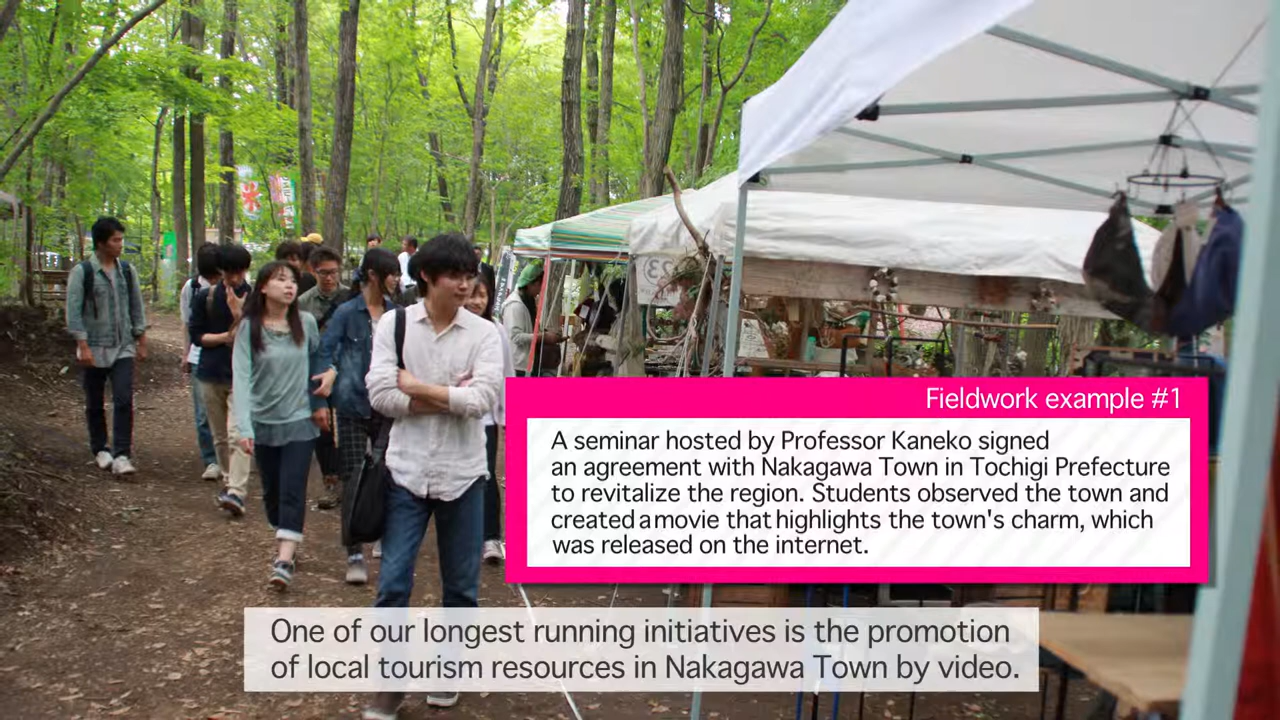 Fieldwork example #1
A seminar hosted by Professor Kaneko signed
an agreement with Nakagawa Town in Tochigi Prefecture
to revitalize the region. Students observed the town and
created a movie that highlights the town's charm, which
was released on the internet.
One of our longest running initiatives is the promotion
of local tourism resources in Nakagawa Town by video.